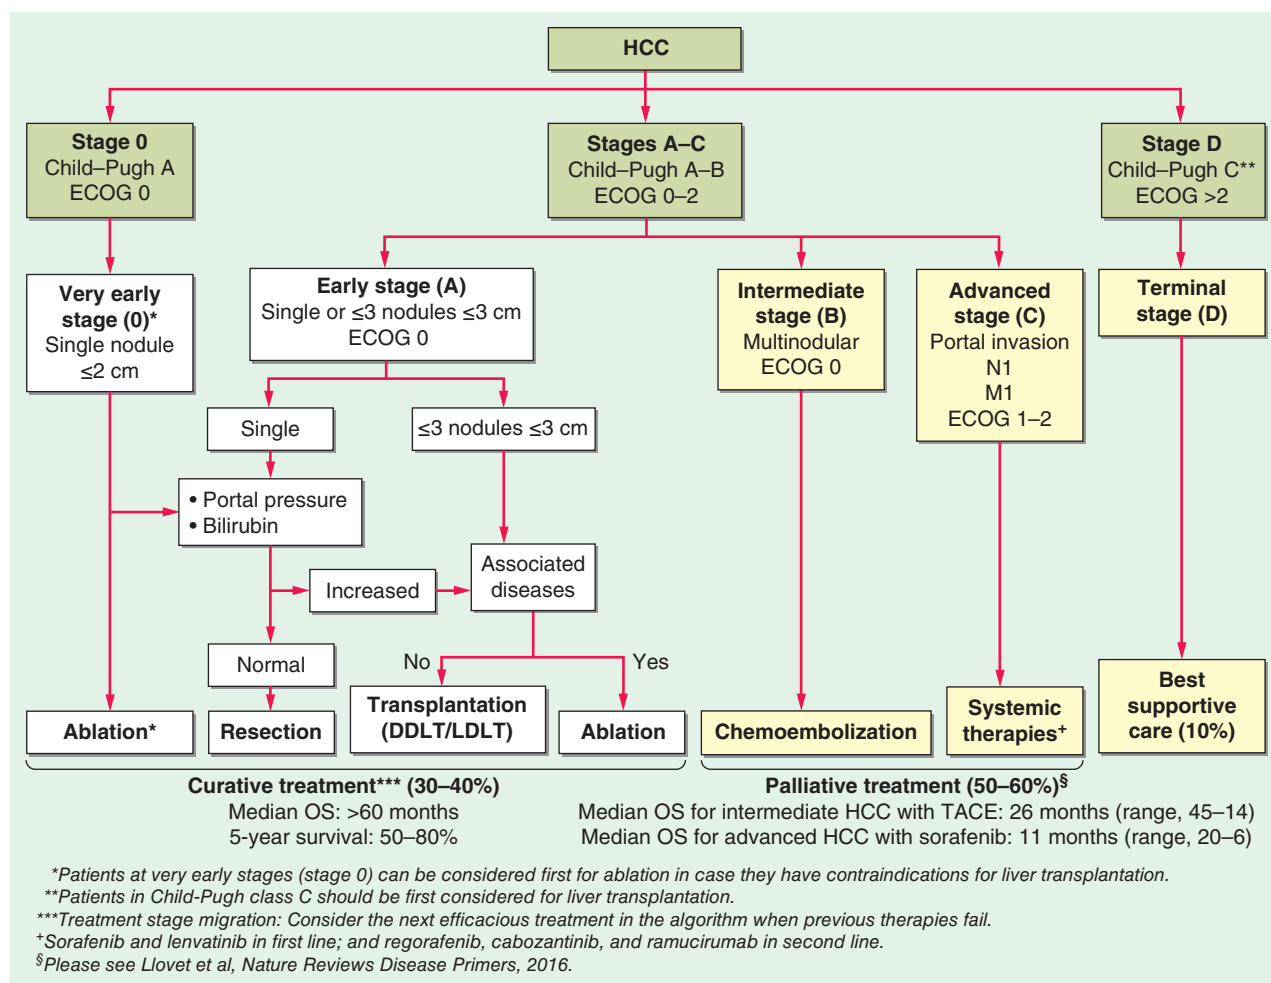 HCC
Stage 0
Child–Pugh A
ECOG 0
Stages A–C
Child–Pugh A–B
ECOG 0–2
Stage D
Child–Pugh C**
ECOG >2
Very early
stage (0)*
Single nodule
≤2 cm
Early stage (A)
Single or ≤3 nodules ≤3 cm
ECOG 0
Intermediate
stage (B)
Multinodular
ECOG 0
Advanced
stage (C)
Portal invasion
N1
M1
ECOG 1–2
Terminal
stage (D)
Single
≤3 nodules ≤3 cm
• Portal pressure
• Bilirubin
Increased
Associated
diseases
Normal
No
Yes
Ablation*
Resection
Transplantation
(DDLT/LDLT)
Ablation
Chemoembolization
Systemic
therapies+
Best
supportive
care (10%)
Curative treatment*** (30–40%)
Median OS: >60 months
5-year survival: 50–80%
Palliative treatment (50–60%)§
Median OS for intermediate HCC with TACE: 26 months (range, 45–14)
Median OS for advanced HCC with sorafenib: 11 months (range, 20–6)
*Patients at very early stages (stage 0) can be considered first for ablation in case they have contraindications for liver transplantation.
**Patients in Child-Pugh class C should be first considered for liver transplantation.
***Treatment stage migration: Consider the next efficacious treatment in the algorithm when previous therapies fail.
+Sorafenib and lenvatinib in first line; and regorafenib, cabozantinib, and ramucirumab in second line.
§Please see Llovet et al, Nature Reviews Disease Primers, 2016.